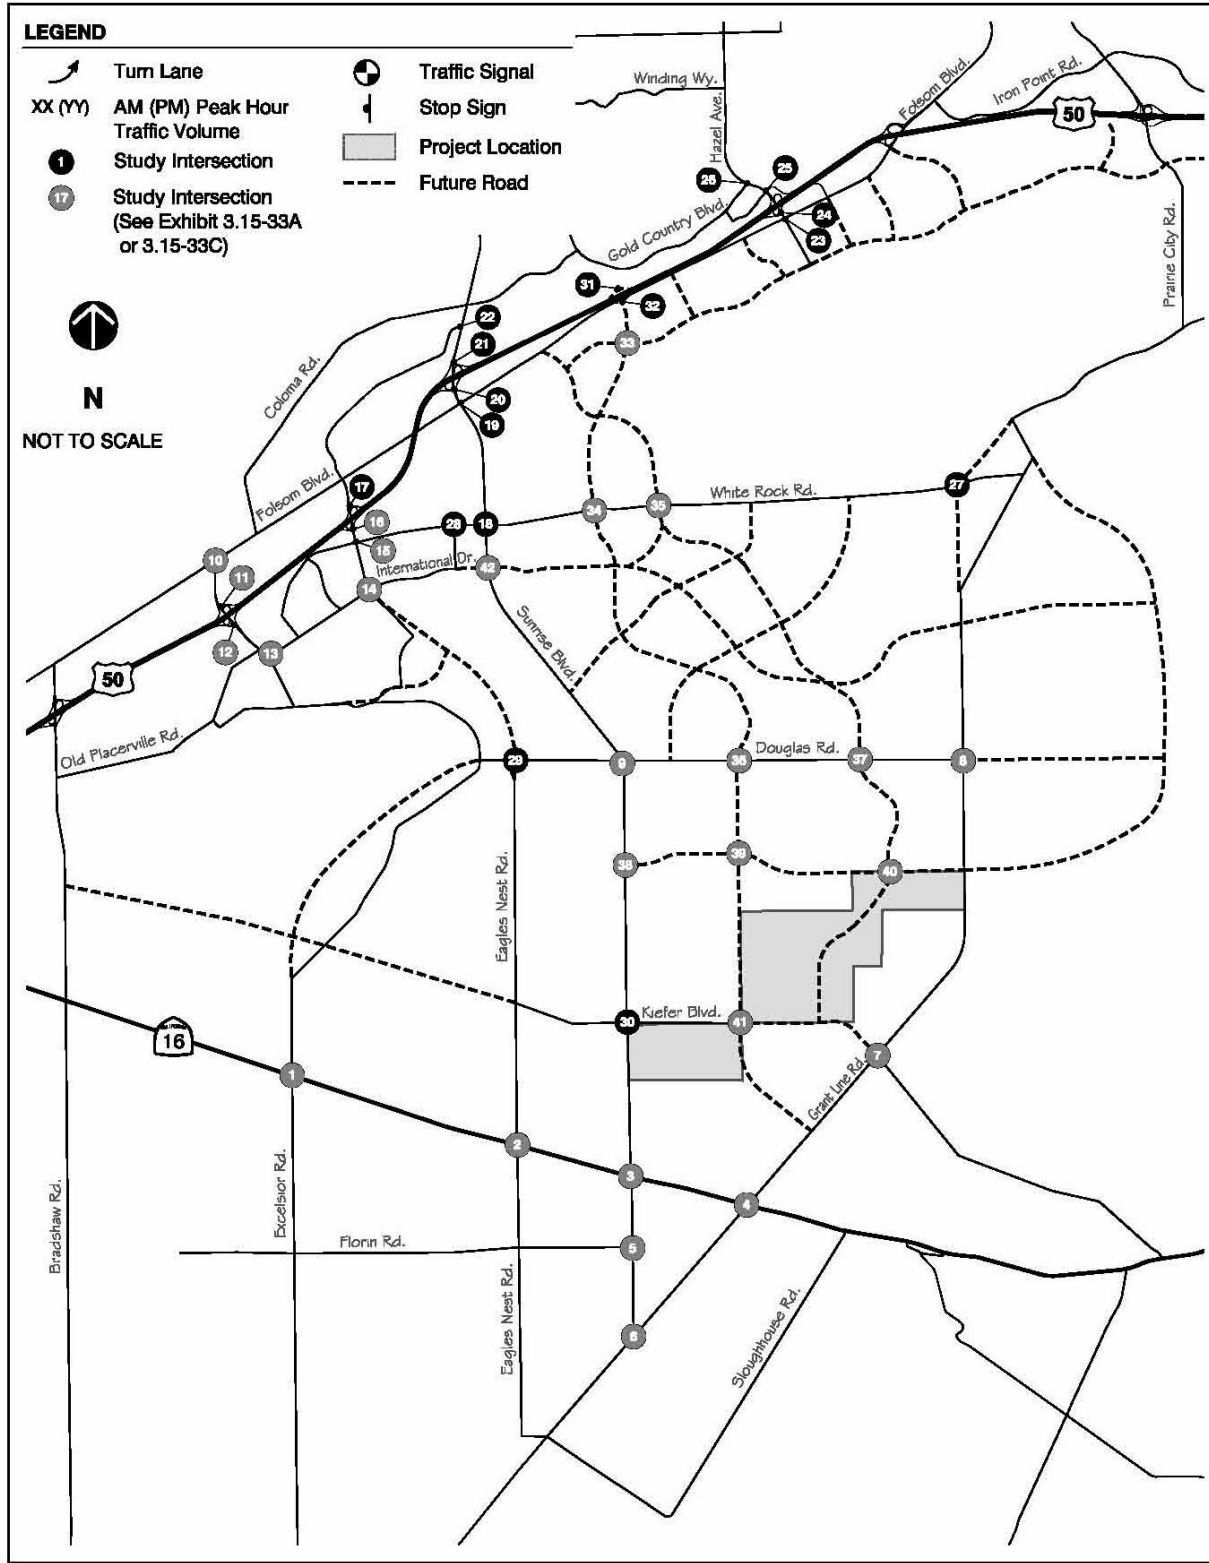 LEGEND
Turn Lane
XX (YY) AM (PM) Peak Hour
Traffic Volume
1 Study Intersection
17 Study Intersection
(See Exhibit 3.15-33A
or 3.15-33C)
Traffic Signal
Stop Sign
Project Location
Future Road
N
NOT TO SCALE
Winding Wy.
Hazel Ave.
Folsom Blvd.
Iron Point Rd.
50
Prairie City Rd.
26
25
24
23
Gold Country Blvd.
31
32
33
22
21
20
19
Coloma Rd.
Folsom Blvd.
17
16
15
28
18
34
35
White Rock Rd.
27
10
11
12
13
14
International Dr.
42
Sunrise Blvd.
50
Old Placerville Rd.
29
9
36
Douglas Rd.
37
8
38
39
40
Eagles Nest Rd.
30
Kiefer Blvd.
41
16
1
7
Grant Line Rd.
2
3
4
Bradshaw Rd.
Excelsior Rd.
Florin Rd.
5
Eagles Nest Rd.
6
Sloughhouse Rd.